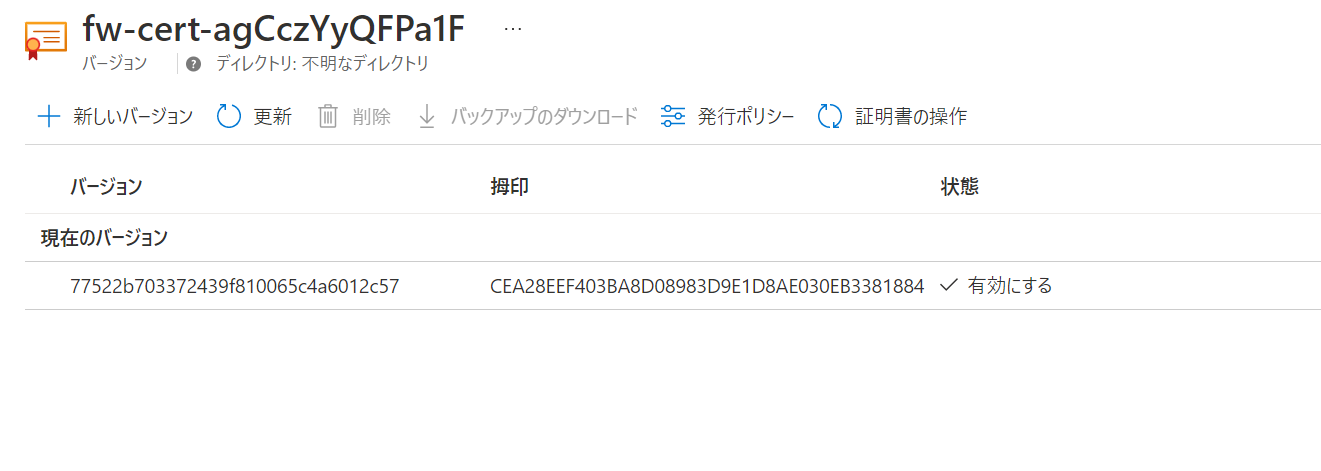 fw-cert-agCczYyQFPa1F ...
バージョン ? ディレクトリ: 不明なディレクトリ
新しいバージョン 更新 削除 バックアップのダウンロード 発行ポリシー 証明書の操作
バージョン 拇印 状態
現在のバージョン
77522b703372439f810065c4a6012c57 CEA28EEF403BA8D08983D9E1D8AE030EB3381884 有効にする